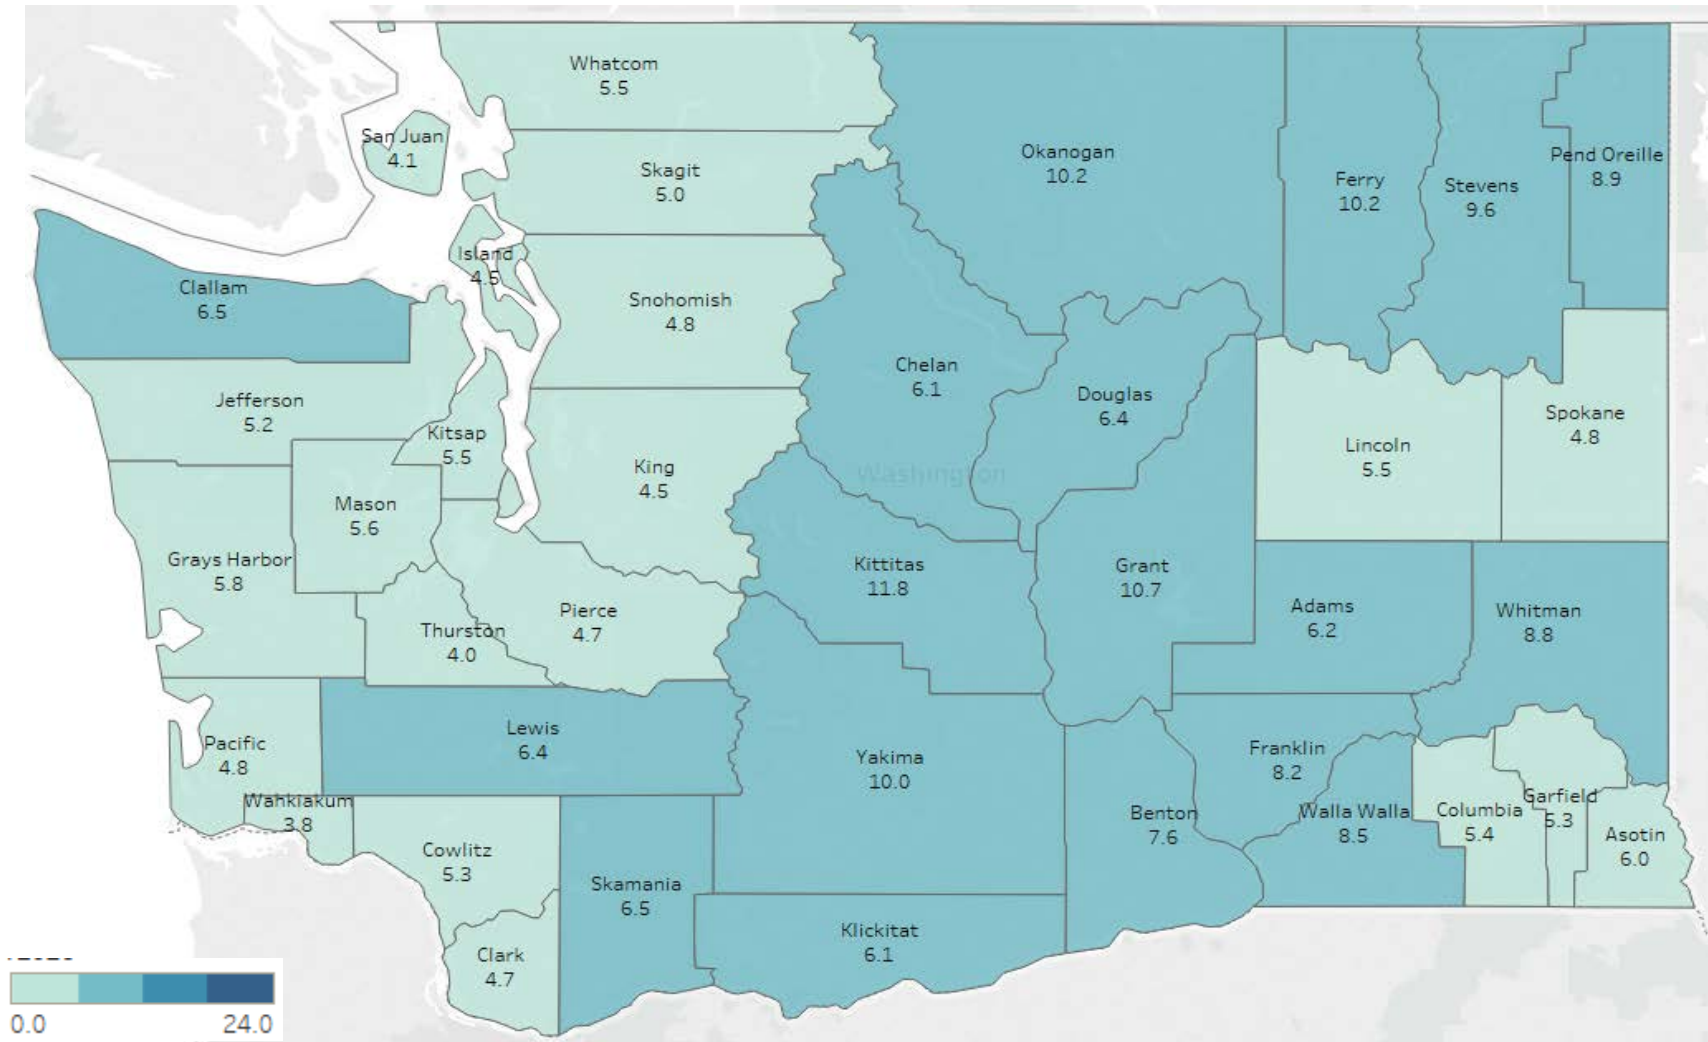 Whatcom
5.5
San Juan
4.1
Skagit
5.0
Okanogan
10.2
Ferry
10.2
Stevens
9.6
Pend Oreille
8.9
Island
4.5
Clallam
6.5
Snohomish
4.8
Chelan
6.1
Douglas
6.4
Jefferson
5.2
Kitsap
5.5
King
4.5
Washington
Lincoln
5.5
Spokane
4.8
Mason
5.6
Grays Harbor
5.8
Kittitas
11.8
Grant
10.7
Adams
6.2
Whitman
8.8
Thurston
4.0
Pierce
4.7
Pacific
4.8
Lewis
6.4
Yakima
10.0
Franklin
8.2
Wahkiakum
3.8
Benton
7.6
Walla Walla
8.5
Columbia
5.4
Garfield
5.3
Asotin
6.0
Cowlitz
5.3
Skamania
6.5
Klickitat
6.1
Clark
4.7
0.0 24.0